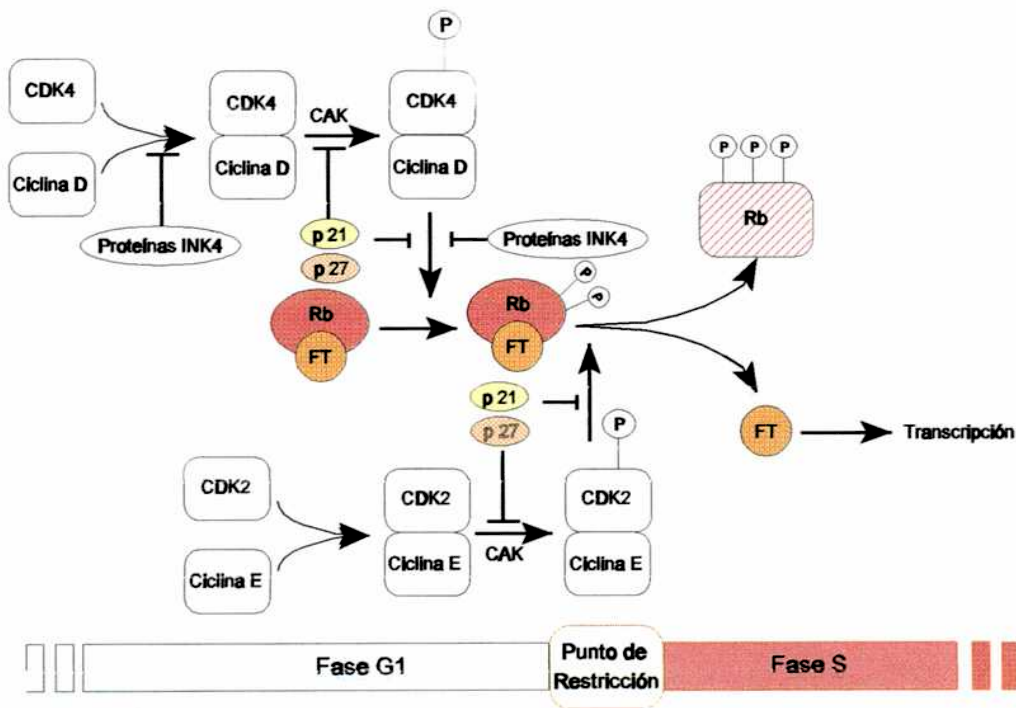 P
CDK4
CDK4
CDK4
CAK
Ciclina D
Ciclina D
Ciclina D
P P P
Rb
Proteínas INK4
p 21
Proteínas INK4
p 27
P
P
Rb
Rb
FT
FT
p 21
p 27
P
FT
Transcripción
CDK2
CDK2
CDK2
Ciclina E
Ciclina E
CAK
Ciclina E
Fase G1
Punto de
Restricción
Fase S